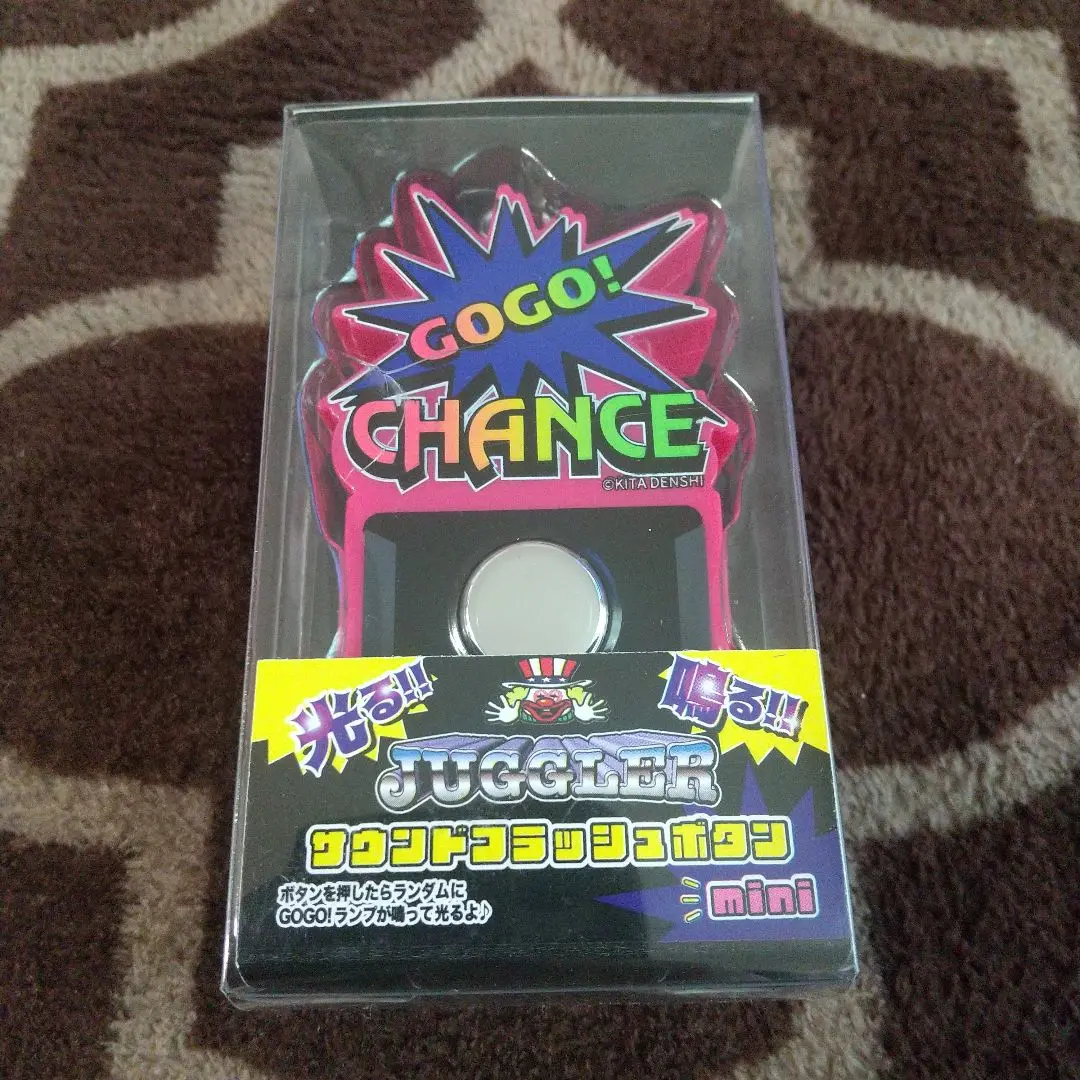 GOGO!
CHANCE
©KITA DENSHI
光る!!
鳴る!!
JUGGLER
サウンドフラッシュボタン
mini
ボタンを押したらランダムに
GOGO!ランプが鳴って光るよ♪